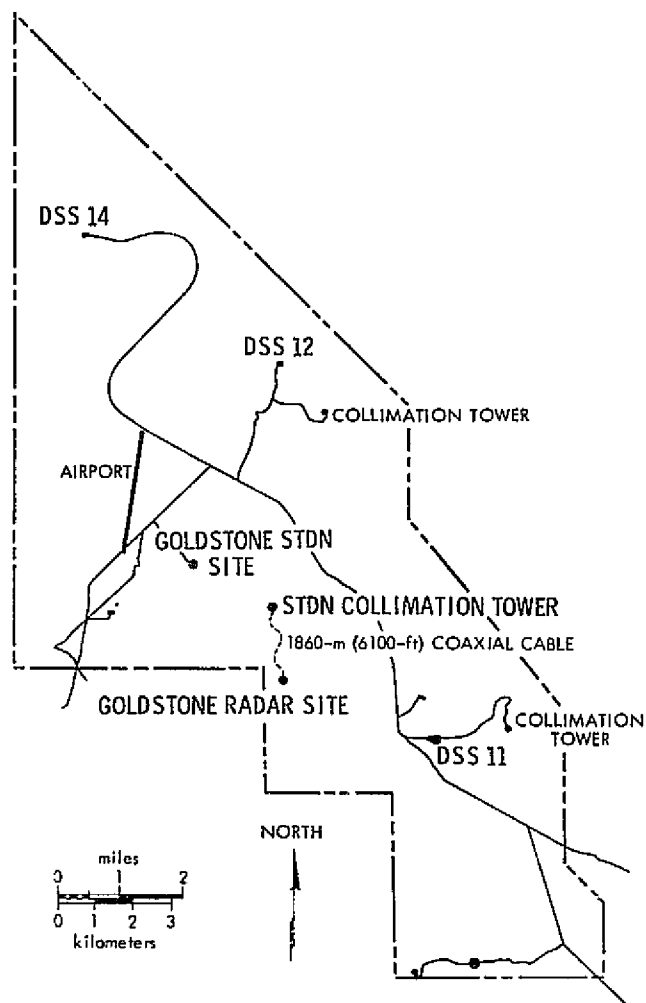 DSS 14
DSS 12
COLLIMATION TOWER
AIRPORT
GOLDSTONE STDN
SITE
STDN COLLIMATION TOWER
1860-m (6100-ft) COAXIAL CABLE
GOLDSTONE RADAR SITE
COLLIMATION
TOWER
DSS 11
NORTH
miles
0 1 2
0 1 2 3
kilometers